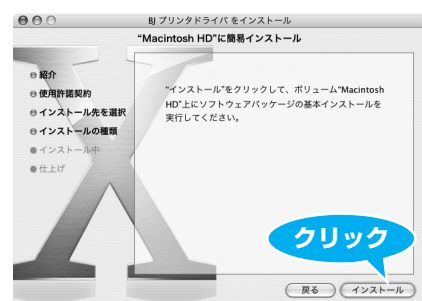 BJ プリンタドライバ をインストール
“Macintosh HD”に簡易インストール
紹介
使用許諾契約
インストール先を選択
インストールの種類
インストール中
仕上げ
“インストール”をクリックして、ボリューム“Macintosh
HD”上にソフトウェアパッケージの基本インストールを
実行してください。
クリック
戻る
インストール